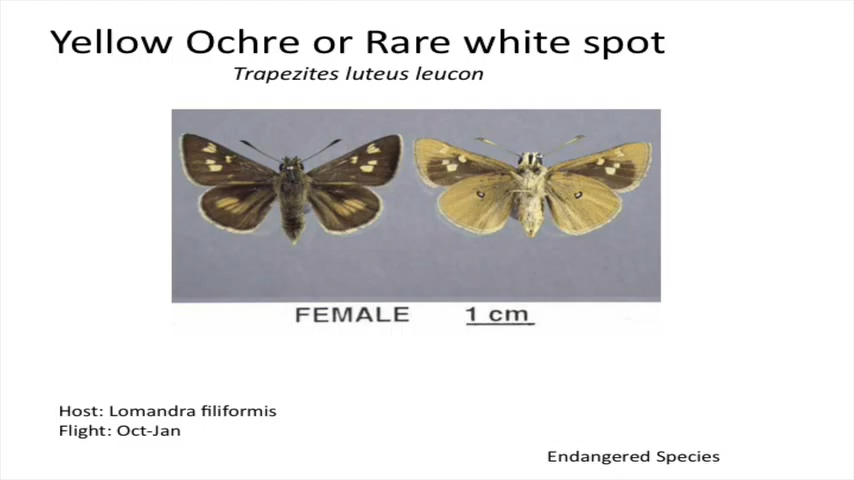 Yellow Ochre or Rare white spot
Trapezites luteus leucon
FEMALE 1 cm
Host: Lomandra filiformis
Flight: Oct-Jan
Endangered Species